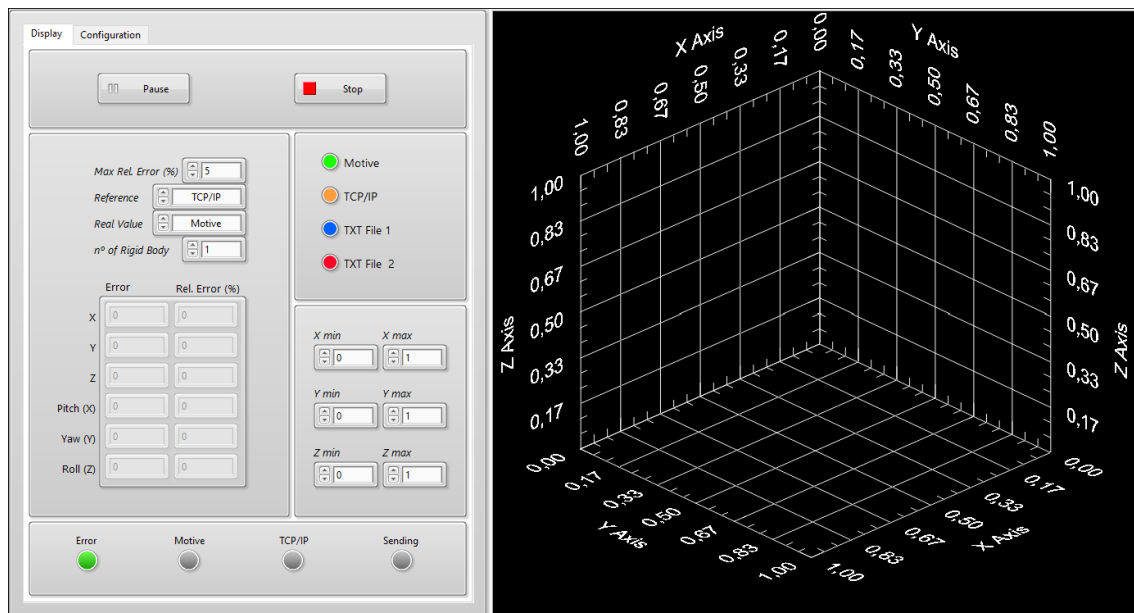 Display Configuration
Pause Stop
Max Rel. Error (%) 5
Reference TCP/IP
Real Value Motive
nº of Rigid Body 1
Error Rel. Error (%)
X 0 0
Y 0 0
Z 0 0
Pitch (X) 0 0
Yaw (Y) 0 0
Roll (Z) 0 0
Motive
TCP/IP
TXT File 1
TXT File 2
X min X max
0 1
Y min Y max
0 1
Z min Z max
0 1
Error Motive TCP/IP Sending
X Axis
1,00 0,83 0,67 0,50 0,33 0,17 0,00
Y Axis
0,17 0,33 0,50 0,67 0,83 1,00
Z Axis
1,00
0,83
0,67
0,50
0,33
0,17
0,00
Z Axis
1,00
0,83
0,67
0,50
0,33
0,17
0,00
Y Axis
0,17 0,33 0,50 0,67 0,83 1,00
X Axis
1,00 0,83 0,67 0,50 0,33 0,17